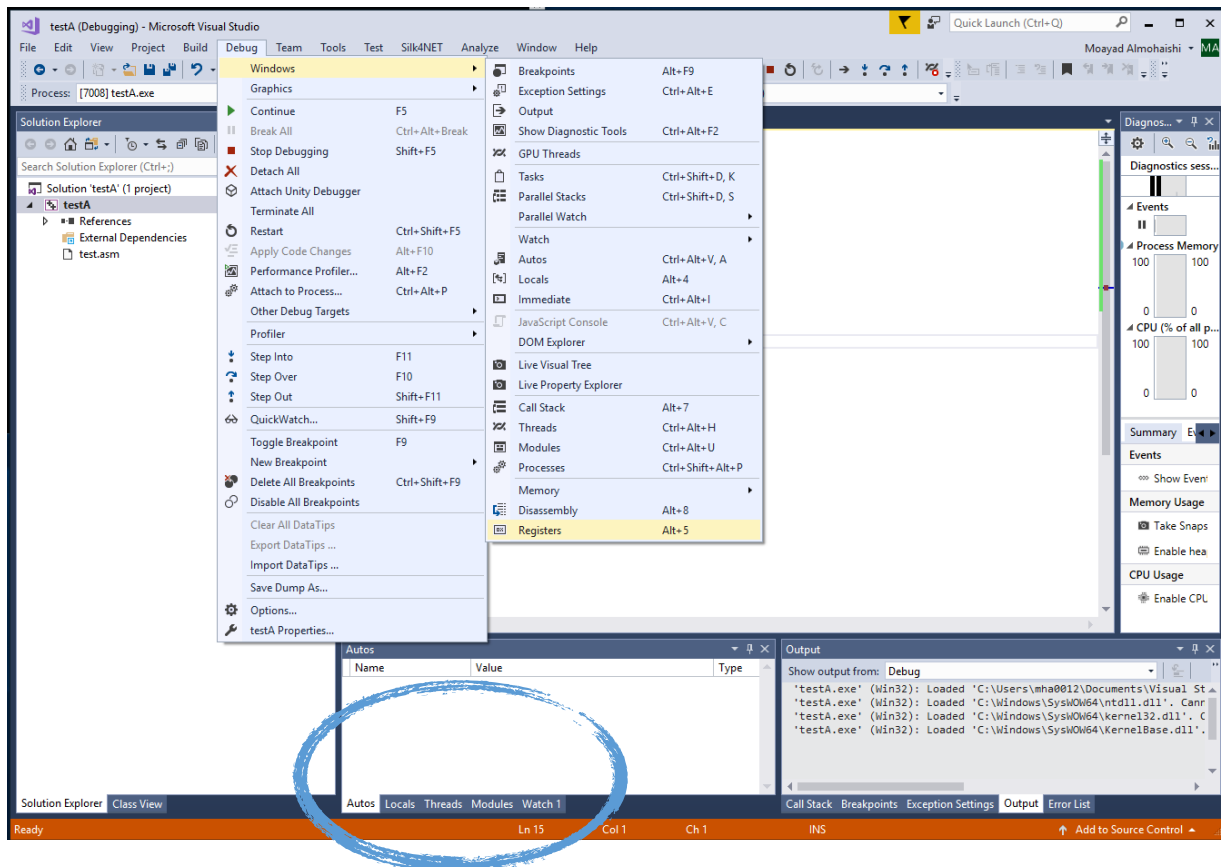 testA (Debugging) - Microsoft Visual Studio
Quick Launch (Ctrl+Q)
File Edit View Project Build Debug Team Tools Test Silk4NET Analyze Window Help
Moayad Almohaishi MA
Process: [7008] testA.exe
Solution Explorer
Search Solution Explorer (Ctrl+;)
Solution 'testA' (1 project)
testA
References
External Dependencies
test.asm
Solution Explorer Class View
Windows
Graphics
Continue F5
Break All Ctrl+Alt+Break
Stop Debugging Shift+F5
Detach All
Attach Unity Debugger
Terminate All
Restart Ctrl+Shift+F5
Apply Code Changes Alt+F10
Performance Profiler... Alt+F2
Attach to Process... Ctrl+Alt+P
Other Debug Targets
Profiler
Step Into F11
Step Over F10
Step Out Shift+F11
QuickWatch... Shift+F9
Toggle Breakpoint F9
New Breakpoint
Delete All Breakpoints Ctrl+Shift+F9
Disable All Breakpoints
Clear All DataTips
Export DataTips ...
Import DataTips ...
Save Dump As...
Options...
testA Properties...
Breakpoints Alt+F9
Exception Settings Ctrl+Alt+E
Output
Show Diagnostic Tools Ctrl+Alt+F2
GPU Threads
Tasks Ctrl+Shift+D, K
Parallel Stacks Ctrl+Shift+D, S
Parallel Watch
Watch
Autos Ctrl+Alt+V, A
Locals Alt+4
Immediate Ctrl+Alt+I
JavaScript Console Ctrl+Alt+V, C
DOM Explorer
Live Visual Tree
Live Property Explorer
Call Stack Alt+7
Threads Ctrl+Alt+H
Modules Ctrl+Alt+U
Processes Ctrl+Shift+Alt+P
Memory
Disassembly Alt+8
Registers Alt+5
Diagnos...
Diagnostics sess...
Events
Process Memory
100 100
0 0
CPU (% of all p...
100 100
0 0
Summary Ev
Events
Show Event
Memory Usage
Take Snaps
Enable hea
CPU Usage
Enable CPU
Autos
Name Value Type
Autos Locals Threads Modules Watch 1
Output
Show output from: Debug
'testA.exe' (Win32): Loaded 'C:\Users\mha0012\Documents\Visual St
'testA.exe' (Win32): Loaded 'C:\Windows\SysWOW64\ntdll.dll'. Canr
'testA.exe' (Win32): Loaded 'C:\Windows\SysWOW64\kernel32.dll'. C
'testA.exe' (Win32): Loaded 'C:\Windows\SysWOW64\KernelBase.dll'.
Call Stack Breakpoints Exception Settings Output Error List
Ready Ln 15 Col 1 Ch 1 INS Add to Source Control